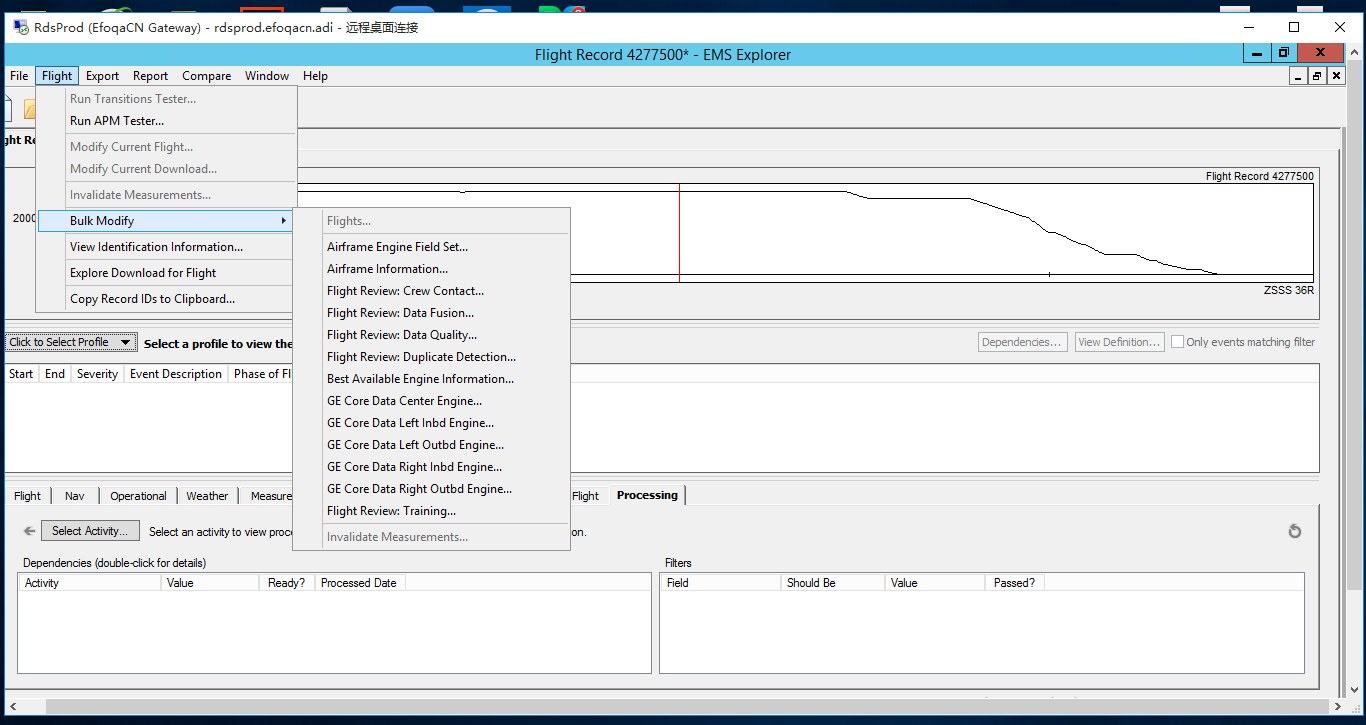 RdsProd (EfoqaCN Gateway) - rdsprod.efoqacn.adi - 远程桌面连接
Flight Record 4277500* - EMS Explorer
File Flight Export Report Compare Window Help
Run Transitions Tester...
Run APM Tester...
ght Re
Modify Current Flight...
Modify Current Download...
Flight Record 4277500
Invalidate Measurements...
2000
Bulk Modify
Flights...
View Identification Information...
Airframe Engine Field Set...
Explore Download for Flight
Airframe Information...
Copy Record IDs to Clipboard...
Flight Review: Crew Contact...
ZSSS 36R
Flight Review: Data Fusion...
Flight Review: Data Quality...
Click to Select Profile
Select a profile to view the
Dependencies...
View Definition...
Only events matching filter
Flight Review: Duplicate Detection...
Start End Severity Event Description Phase of Fl
Best Available Engine Information...
GE Core Data Center Engine...
GE Core Data Left Inbd Engine...
GE Core Data Left Outbd Engine...
GE Core Data Right Inbd Engine...
GE Core Data Right Outbd Engine...
Flight Nav Operational Weather Measure Flight Processing
Flight Review: Training...
Select Activity...
Select an activity to view proc
on.
Invalidate Measurements...
Dependencies (double-click for details)
Filters
Activity Value Ready? Processed Date
Field Should Be Value Passed?